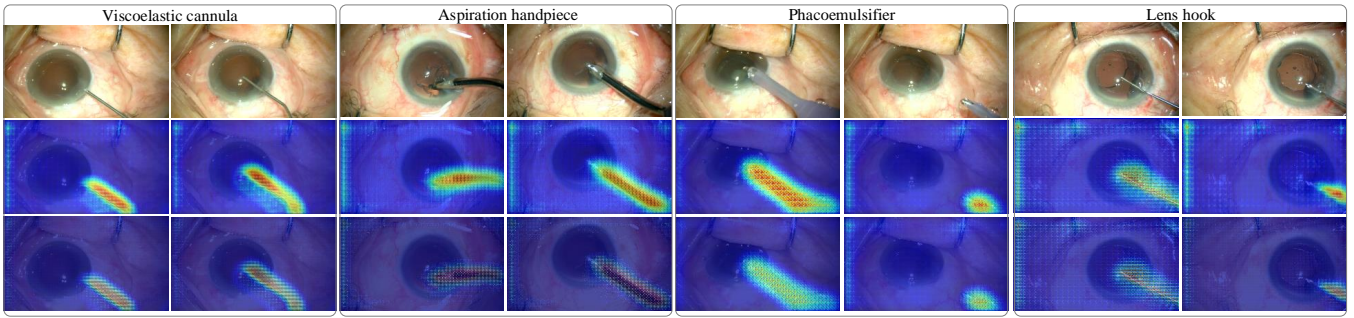 Viscoelastic cannula
Aspiration handpiece
Phacoemulsifier
Lens hook